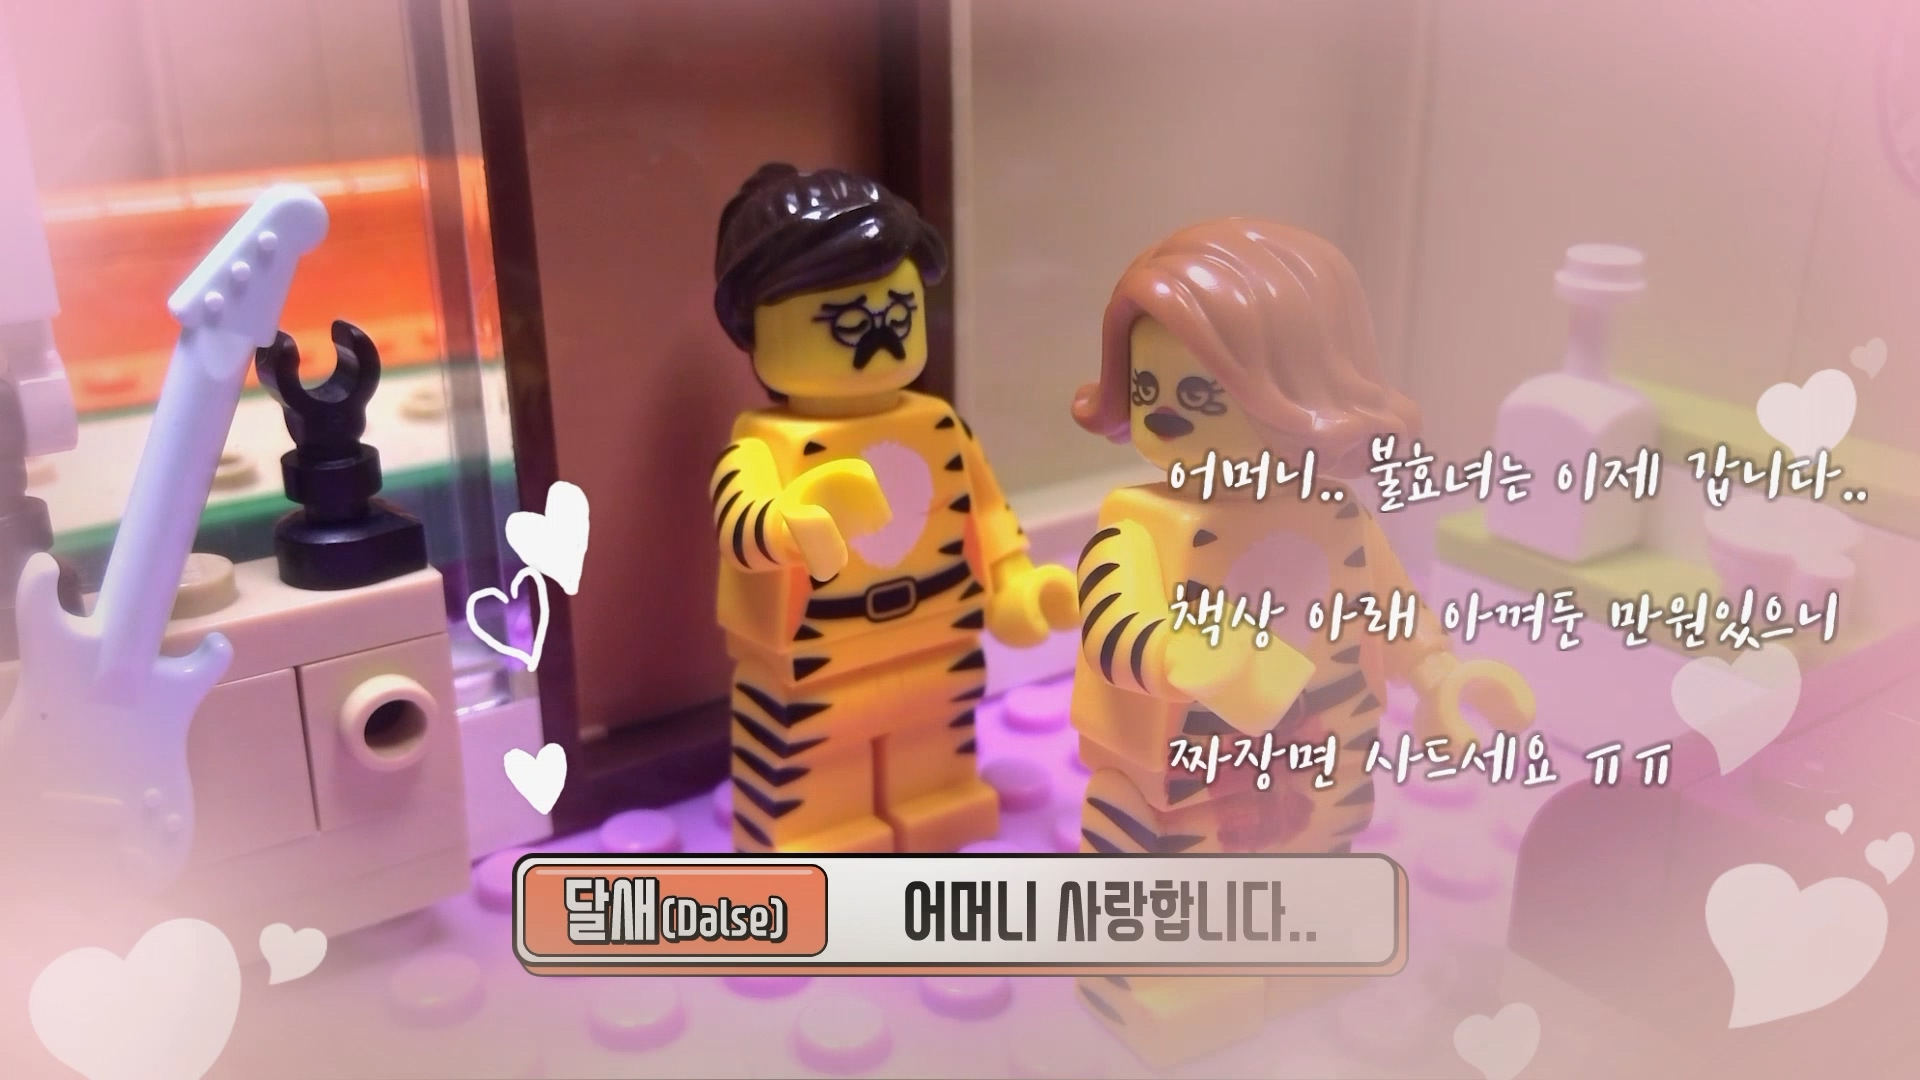 어머니.. 불효녀는 이제 갑니다..
책상 아래 아껴둔 만원있으니
짜장면 사드세요 ㅠㅠ
달새(Dalse) 어머니 사랑합니다..